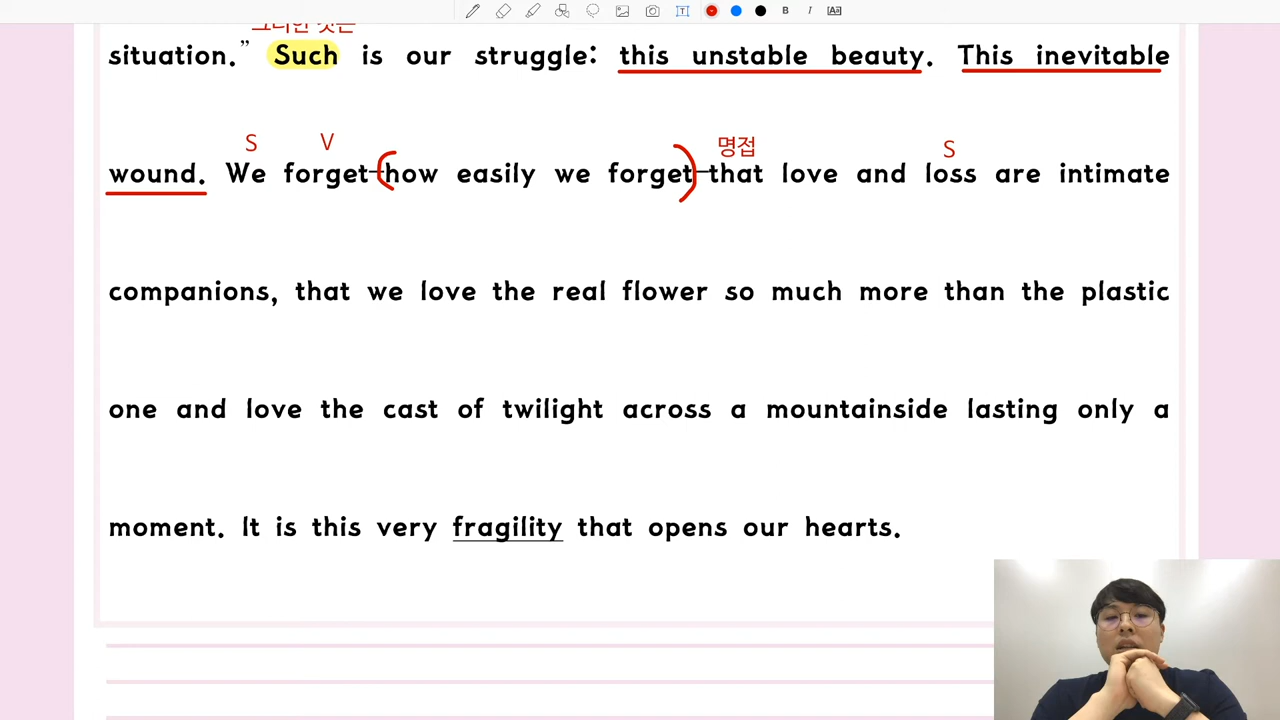 situation.” Such is our struggle: this unstable beauty. This inevitable
S V 명접 S
wound. We forget—how easily we forget—that love and loss are intimate
companions, that we love the real flower so much more than the plastic
one and love the cast of twilight across a mountainside lasting only a
moment. It is this very fragility that opens our hearts.